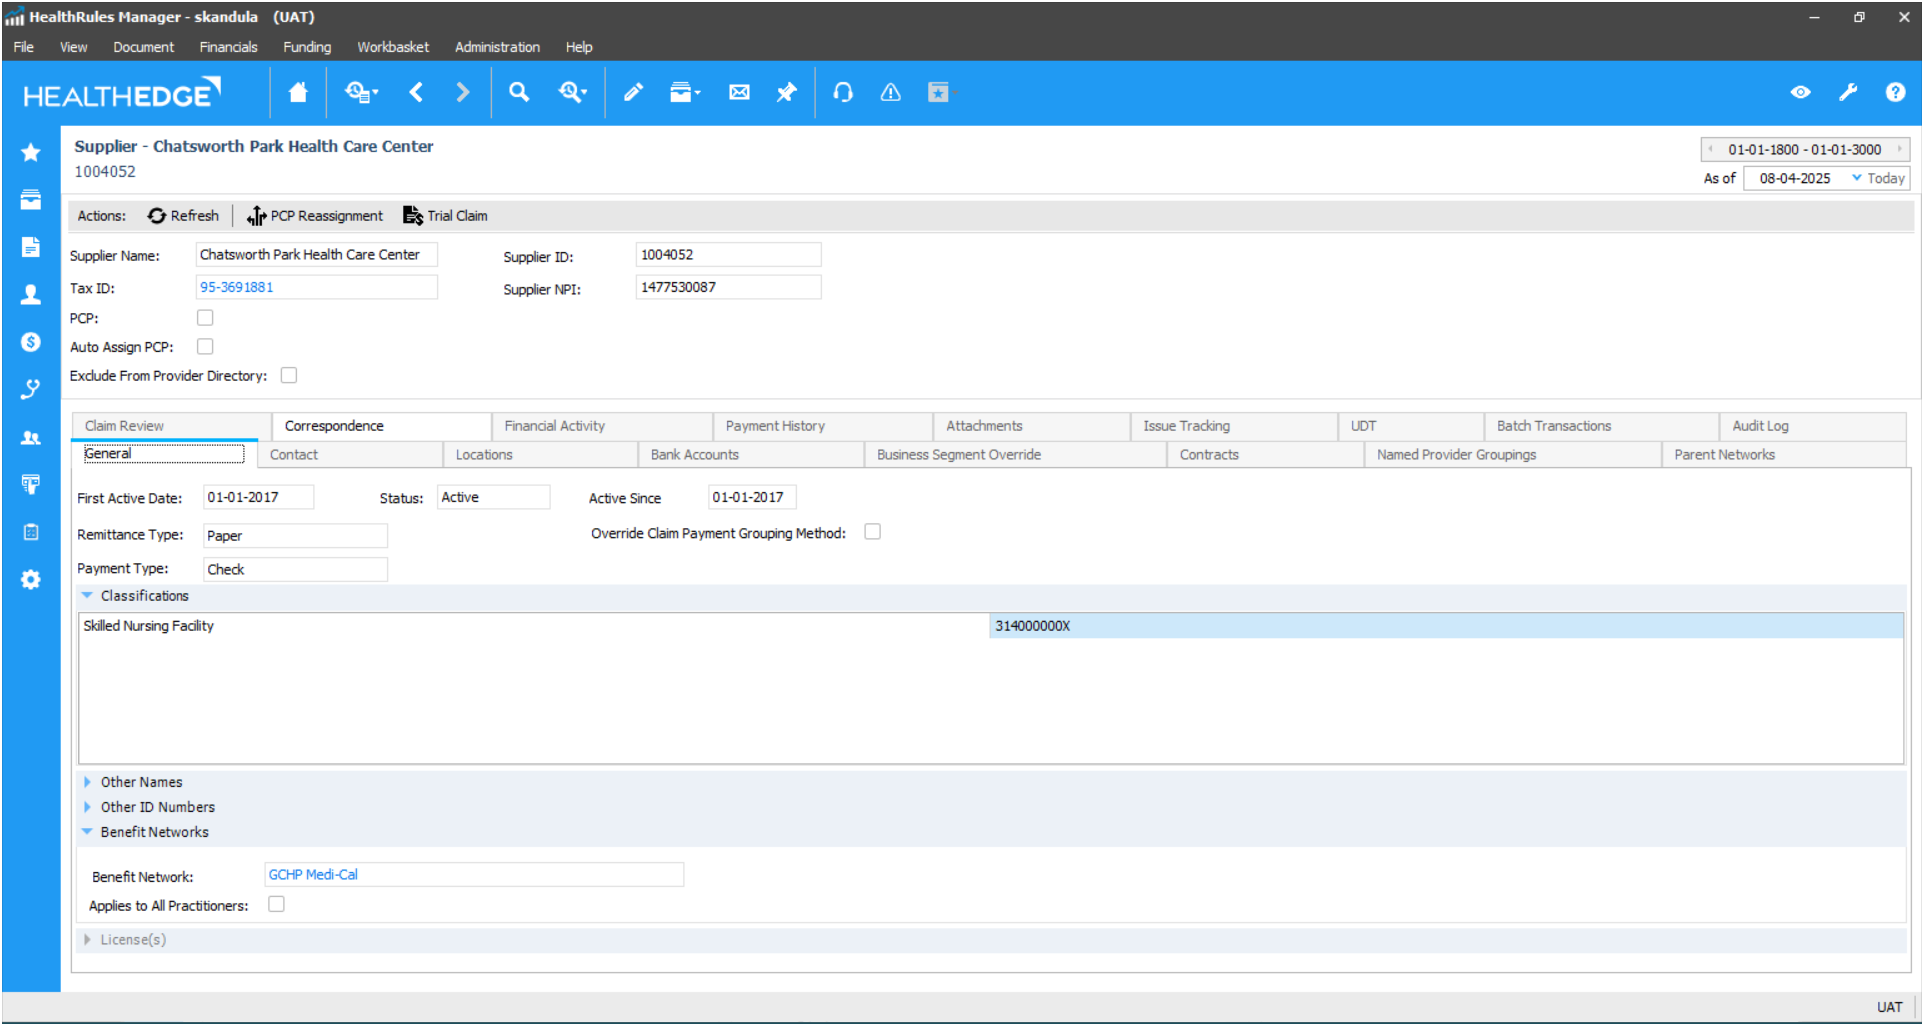 HealthRules Manager - skandula (UAT)
File View Document Financials Funding Workbasket Administration Help
HEALTHEDGE
Supplier - Chatsworth Park Health Care Center
1004052
01-01-1800 - 01-01-3000
As of 08-04-2025 Today
Actions: Refresh PCP Reassignment Trial Claim
Supplier Name: Chatsworth Park Health Care Center Supplier ID: 1004052
Tax ID: 95-3691881 Supplier NPI: 1477530087
PCP:
Auto Assign PCP:
Exclude From Provider Directory:
Claim Review Correspondence Financial Activity Payment History Attachments Issue Tracking UDT Batch Transactions Audit Log
General Contact Locations Bank Accounts Business Segment Override Contracts Named Provider Groupings Parent Networks
First Active Date: 01-01-2017 Status: Active Active Since 01-01-2017
Remittance Type: Paper Override Claim Payment Grouping Method:
Payment Type: Check
Classifications
Skilled Nursing Facility 314000000X
Other Names
Other ID Numbers
Benefit Networks
Benefit Network: GCHP Medi-Cal
Applies to All Practitioners:
License(s)
UAT